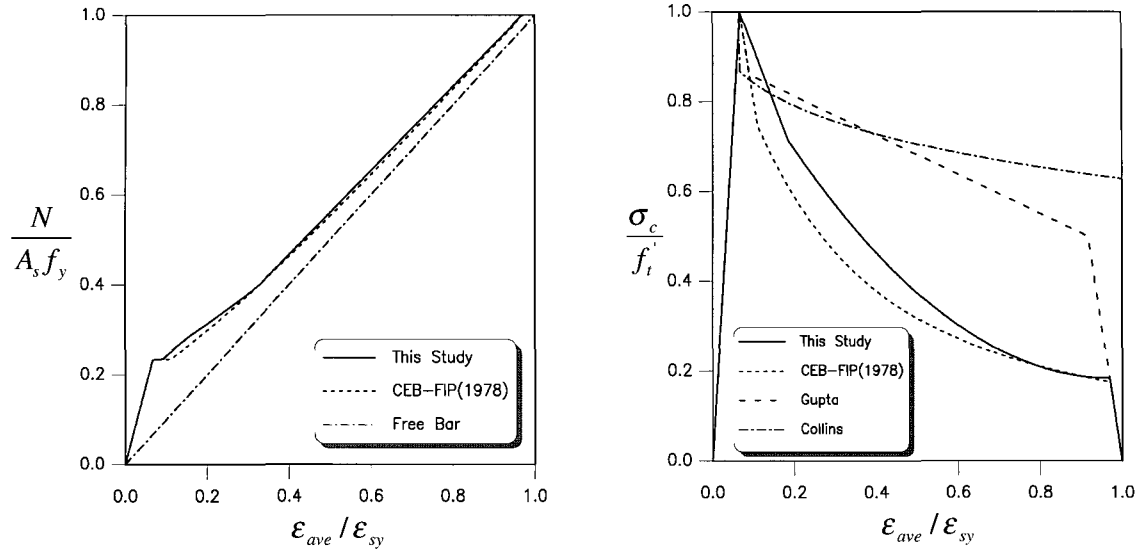 1.0
0.8
0.6
0.4
0.2
0.0
N
A_s f_y
0.0 0.2 0.4 0.6 0.8 1.0
ε_ave / ε_sy
This Study
CEB-FIP(1978)
Free Bar
1.0
0.8
0.6
0.4
0.2
0.0
σ_c
f_t'
0.0 0.2 0.4 0.6 0.8 1.0
ε_ave / ε_sy
This Study
CEB-FIP(1978)
Gupta
Collins